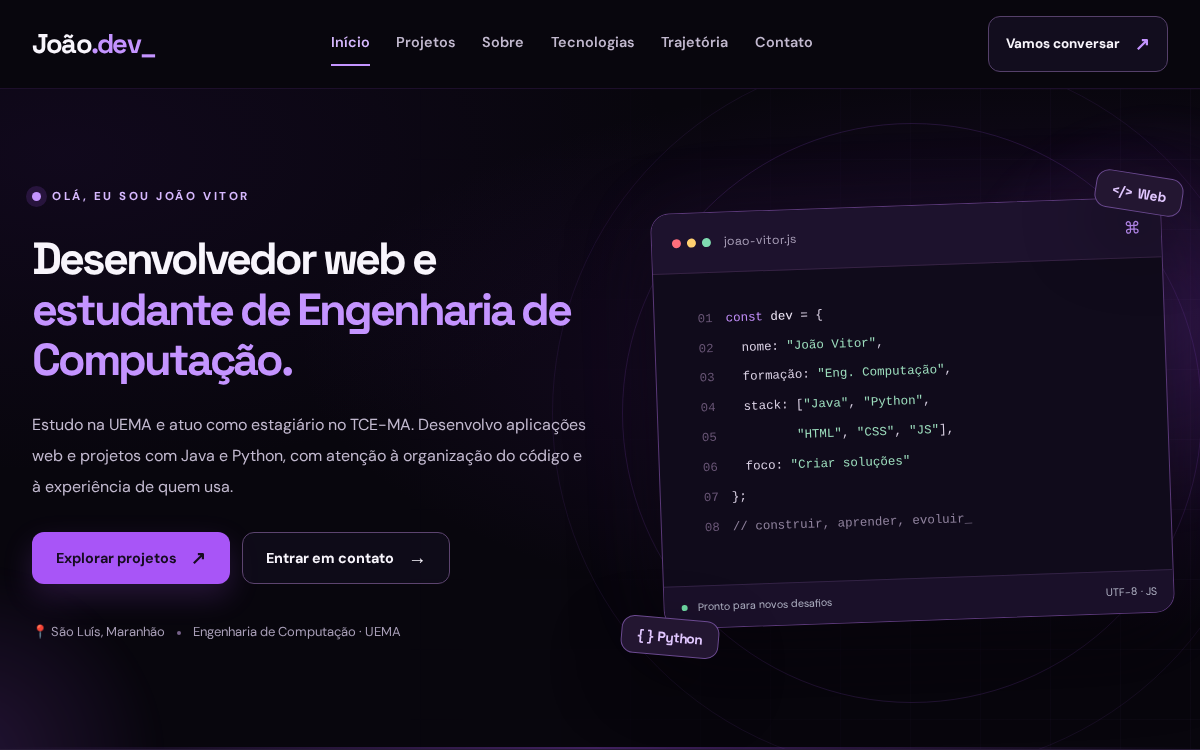 João.dev_
Início Projetos Sobre Tecnologias Trajetória Contato
Vamos conversar ↗
OLÁ, EU SOU JOÃO VITOR
Desenvolvedor web e
estudante de Engenharia de
Computação.
Estudo na UEMA e atuo como estagiário no TCE-MA. Desenvolvo aplicações
web e projetos com Java e Python, com atenção à organização do código e
à experiência de quem usa.
Explorar projetos ↗
Entrar em contato →
📍 São Luís, Maranhão • Engenharia de Computação · UEMA
</> Web
joao-vitor.js ⌘
01 const dev = {
02 nome: "João Vitor",
03 formação: "Eng. Computação",
04 stack: ["Java", "Python",
05 "HTML", "CSS", "JS"],
06 foco: "Criar soluções"
07 };
08 // construir, aprender, evoluir_
Pronto para novos desafios UTF-8 · JS
{ } Python